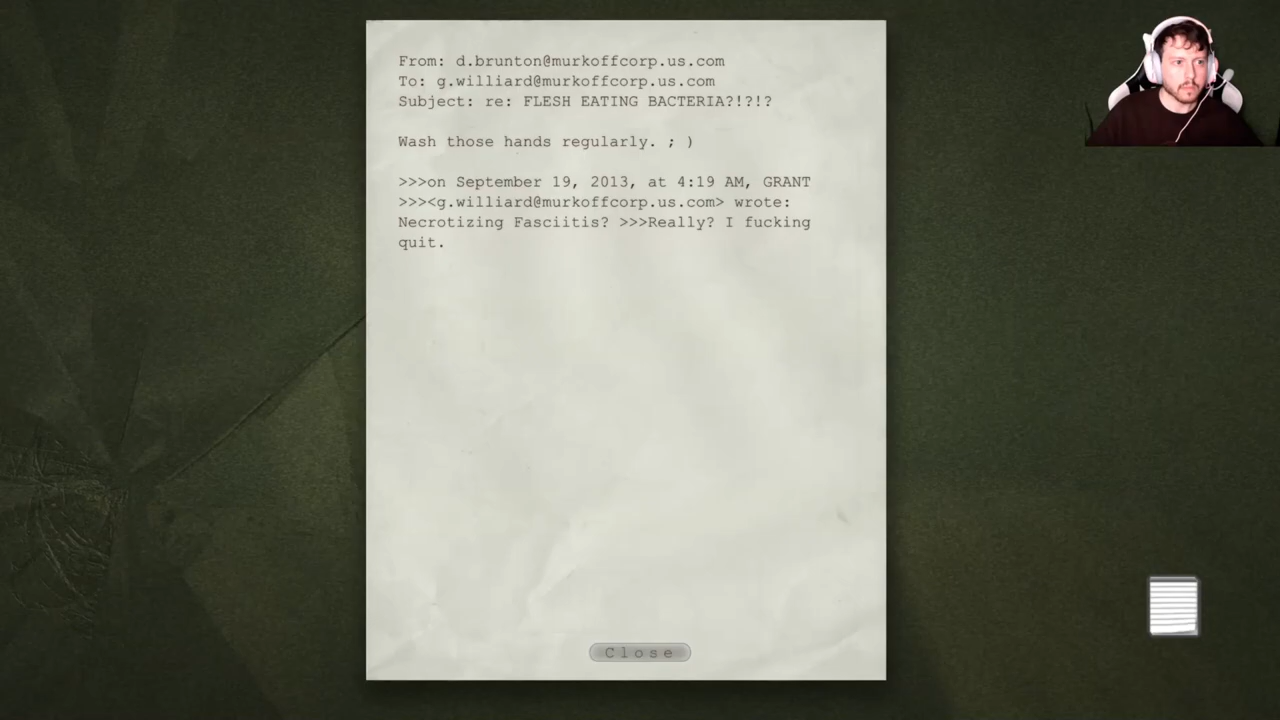 From: d.brunton@murkoffcorp.us.com
To: g.williard@murkoffcorp.us.com
Subject: re: FLESH EATING BACTERIA?!?!?
Wash those hands regularly. ; )
>>>on September 19, 2013, at 4:19 AM, GRANT
>>><g.williard@murkoffcorp.us.com> wrote:
Necrotizing Fasciitis? >>>Really? I fucking
quit.
Close